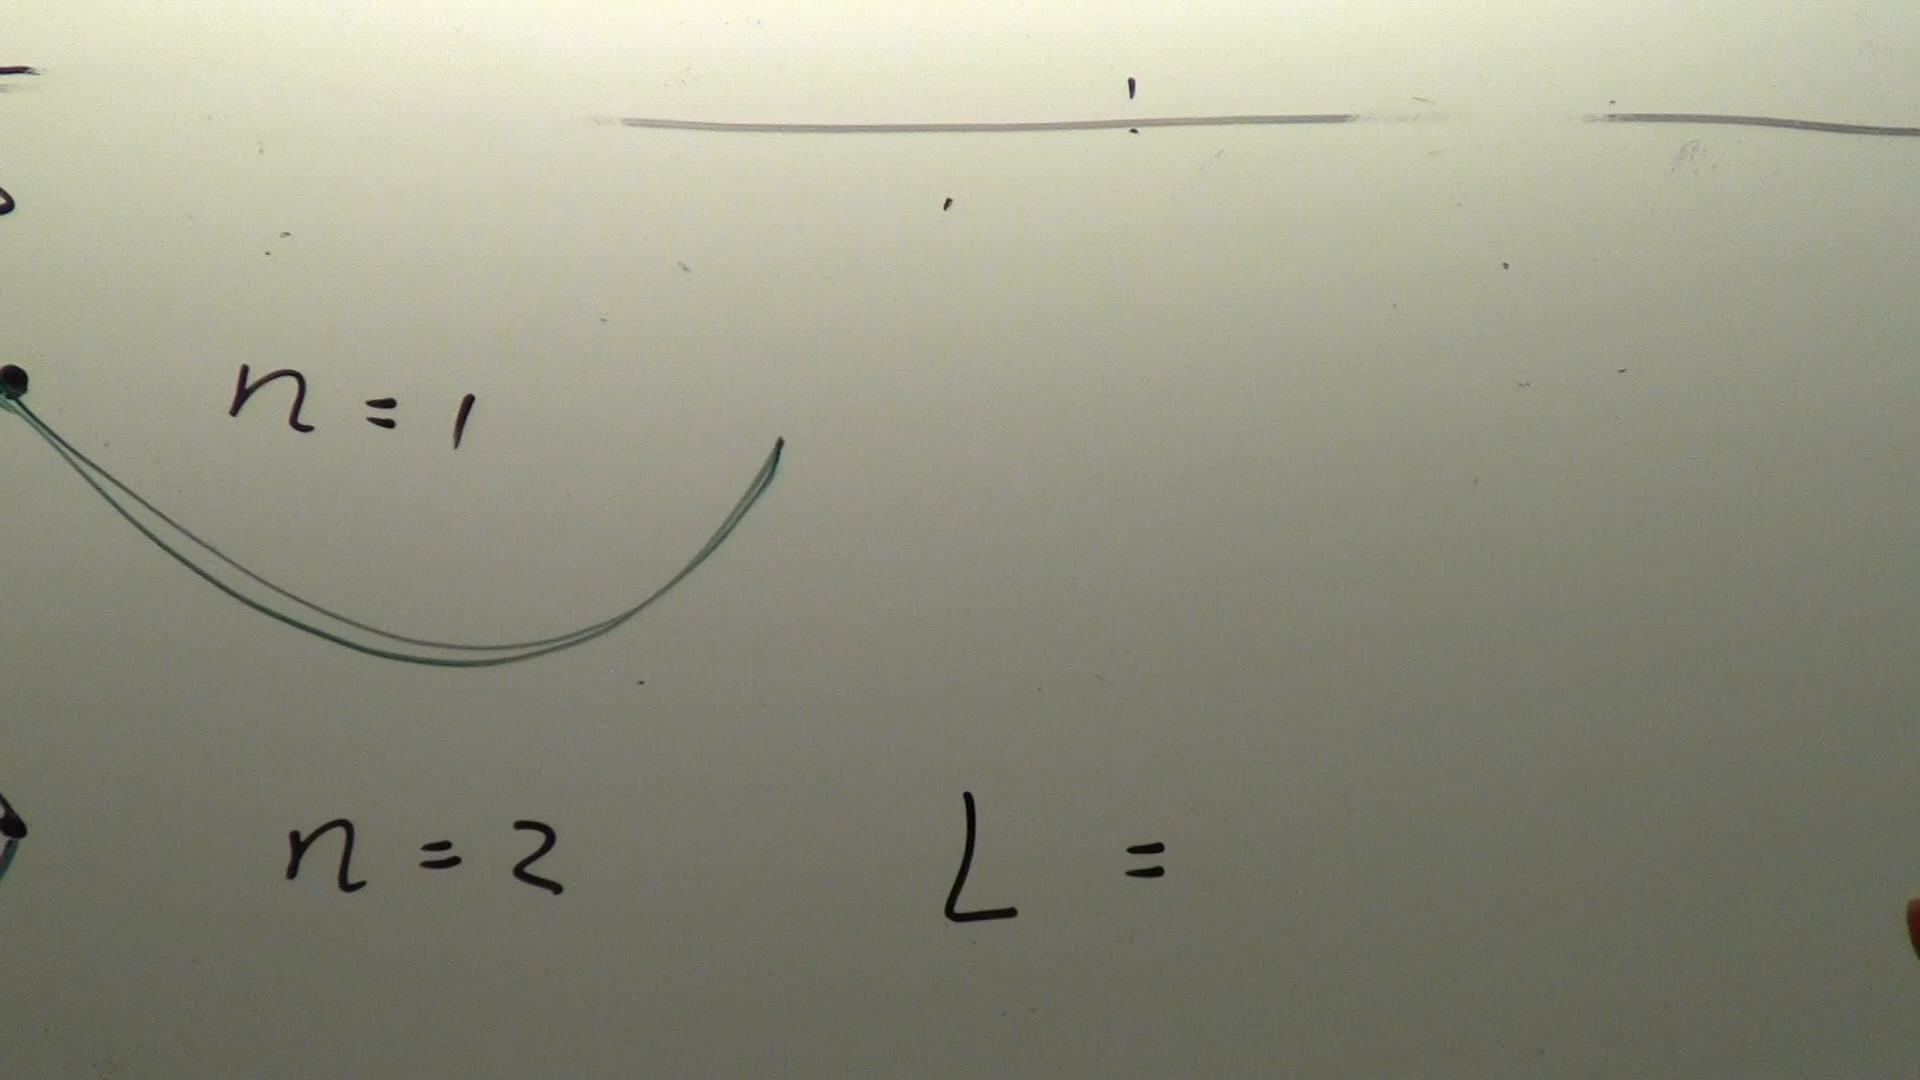 n = 1
n = 2 L =